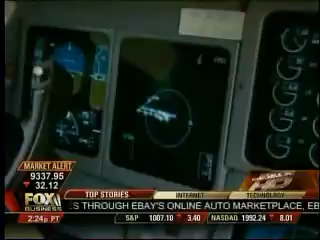 MARKET ALERT
9337.95
32.12
FOX
BUSINESS
TOP STORIES
INTERNET
TECHNOLOGY
S THROUGH EBAY'S ONLINE AUTO MARKETPLACE, EB
2:24p PT
S&P 1007.10 3.40 NASDAQ 1992.24 8.01